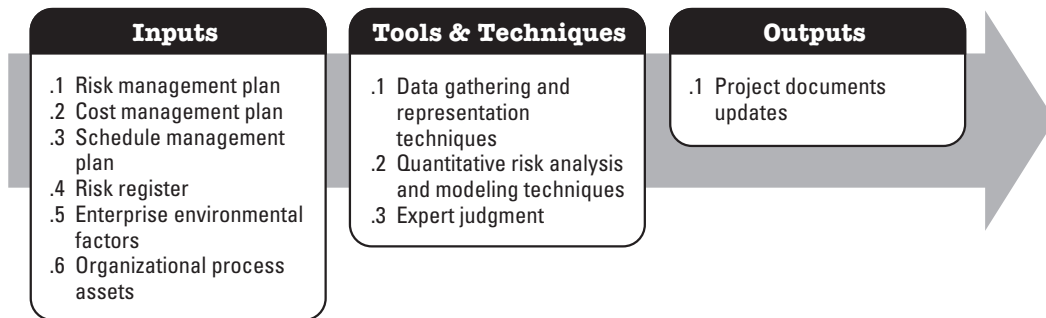 Inputs
.1 Risk management plan
.2 Cost management plan
.3 Schedule management
plan
.4 Risk register
.5 Enterprise environmental
factors
.6 Organizational process
assets
Tools & Techniques
.1 Data gathering and
representation
techniques
.2 Quantitative risk analysis
and modeling techniques
.3 Expert judgment
Outputs
.1 Project documents
updates